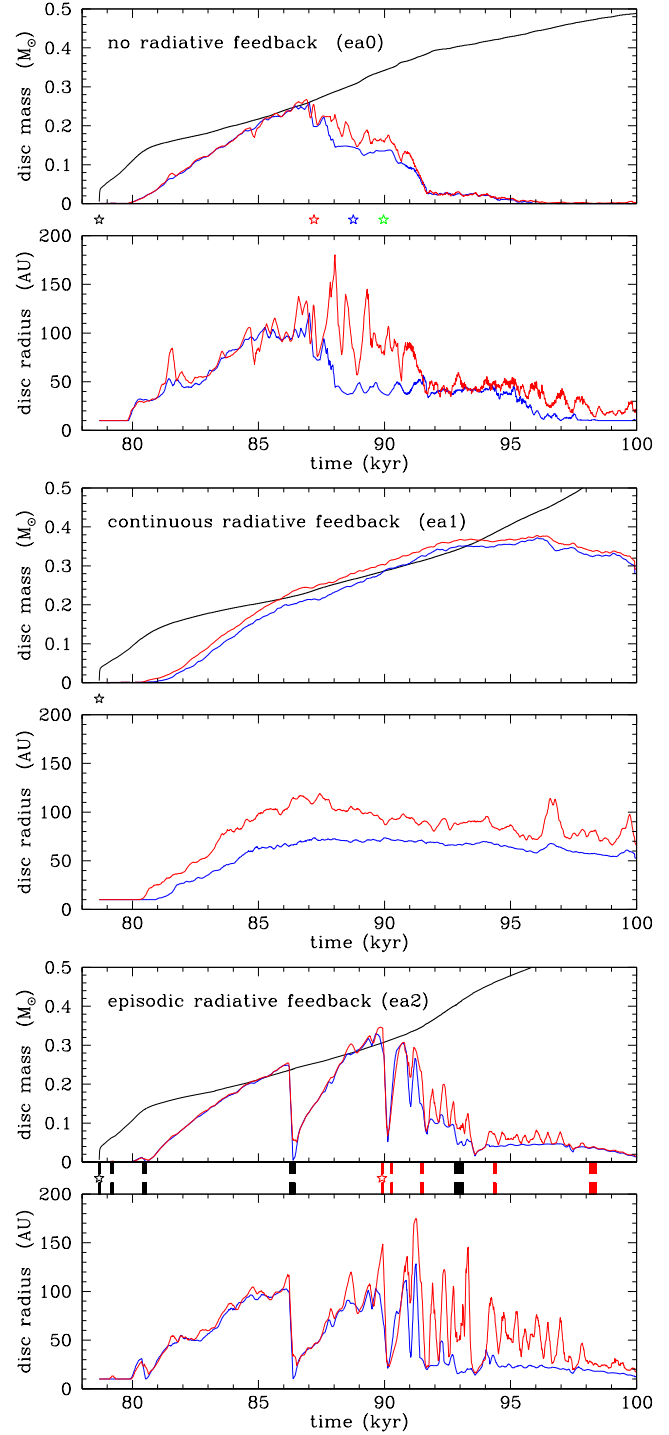 0.5
no radiative feedback (ea0)
0.4
0.3
0.2
0.1
0
disc mass (M⊙)
200
150
100
50
0
disc radius (AU)
80 85 90 95 100
time (kyr)
0.5
continuous radiative feedback (ea1)
0.4
0.3
0.2
0.1
0
disc mass (M⊙)
200
150
100
50
0
disc radius (AU)
80 85 90 95 100
time (kyr)
0.5
episodic radiative feedback (ea2)
0.4
0.3
0.2
0.1
0
disc mass (M⊙)
200
150
100
50
0
disc radius (AU)
80 85 90 95 100
time (kyr)